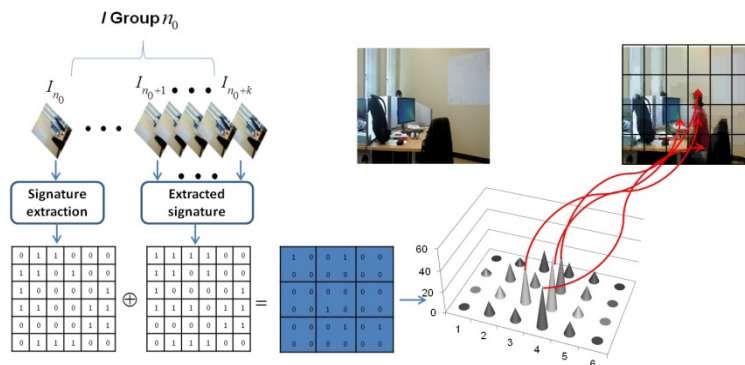 / Group n₀
Iₙ₀ Iₙ₀₊₁ • • • Iₙ₀₊ₖ
• • •
• • •
Signature extraction
Extracted signature
0 1 1 0 0 0
1 1 0 1 0 0
1 0 1 0 0 0
0 0 0 0 1 1
0 0 0 1 1 0
1 1 0 0 0 0
⊕
1 1 1 1 0 0
1 1 0 1 0 0
1 0 1 0 0 0
0 0 1 0 1 1
0 0 0 0 1 1
1 1 0 0 0 0
=
1 0 0 1 0 0
0 0 0 0 0 0
0 0 0 0 0 0
0 0 1 0 0 0
0 0 0 1 0 1
0 0 0 0 0 0
60
40
20
0
1 2 3 4 5 6